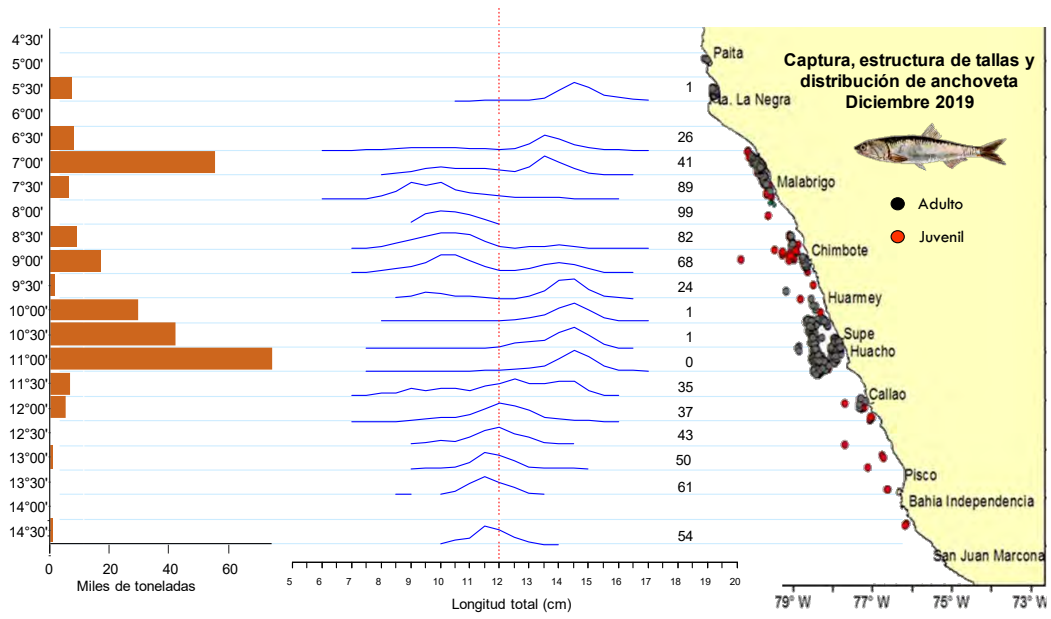 4°30'
5°00'
5°30' 1
6°00'
6°30' 26
7°00' 41
7°30' 89
8°00' 99
8°30' 82
9°00' 68
9°30' 24
10°00' 1
10°30' 1
11°00' 0
11°30' 35
12°00' 37
12°30' 43
13°00' 50
13°30' 61
14°00'
14°30' 54
0 20 40 60
Miles de toneladas
5 6 7 8 9 10 11 12 13 14 15 16 17 18 19 20
Longitud total (cm)
Captura, estructura de tallas y
distribución de anchoveta
Diciembre 2019
Adulto
Juvenil
Paita
La Negra
Malabrigo
Chimbote
Huarmey
Supe
Huacho
Callao
Pisco
Bahia Independencia
San Juan Marcona
79° W 77° W 75° W 73° W